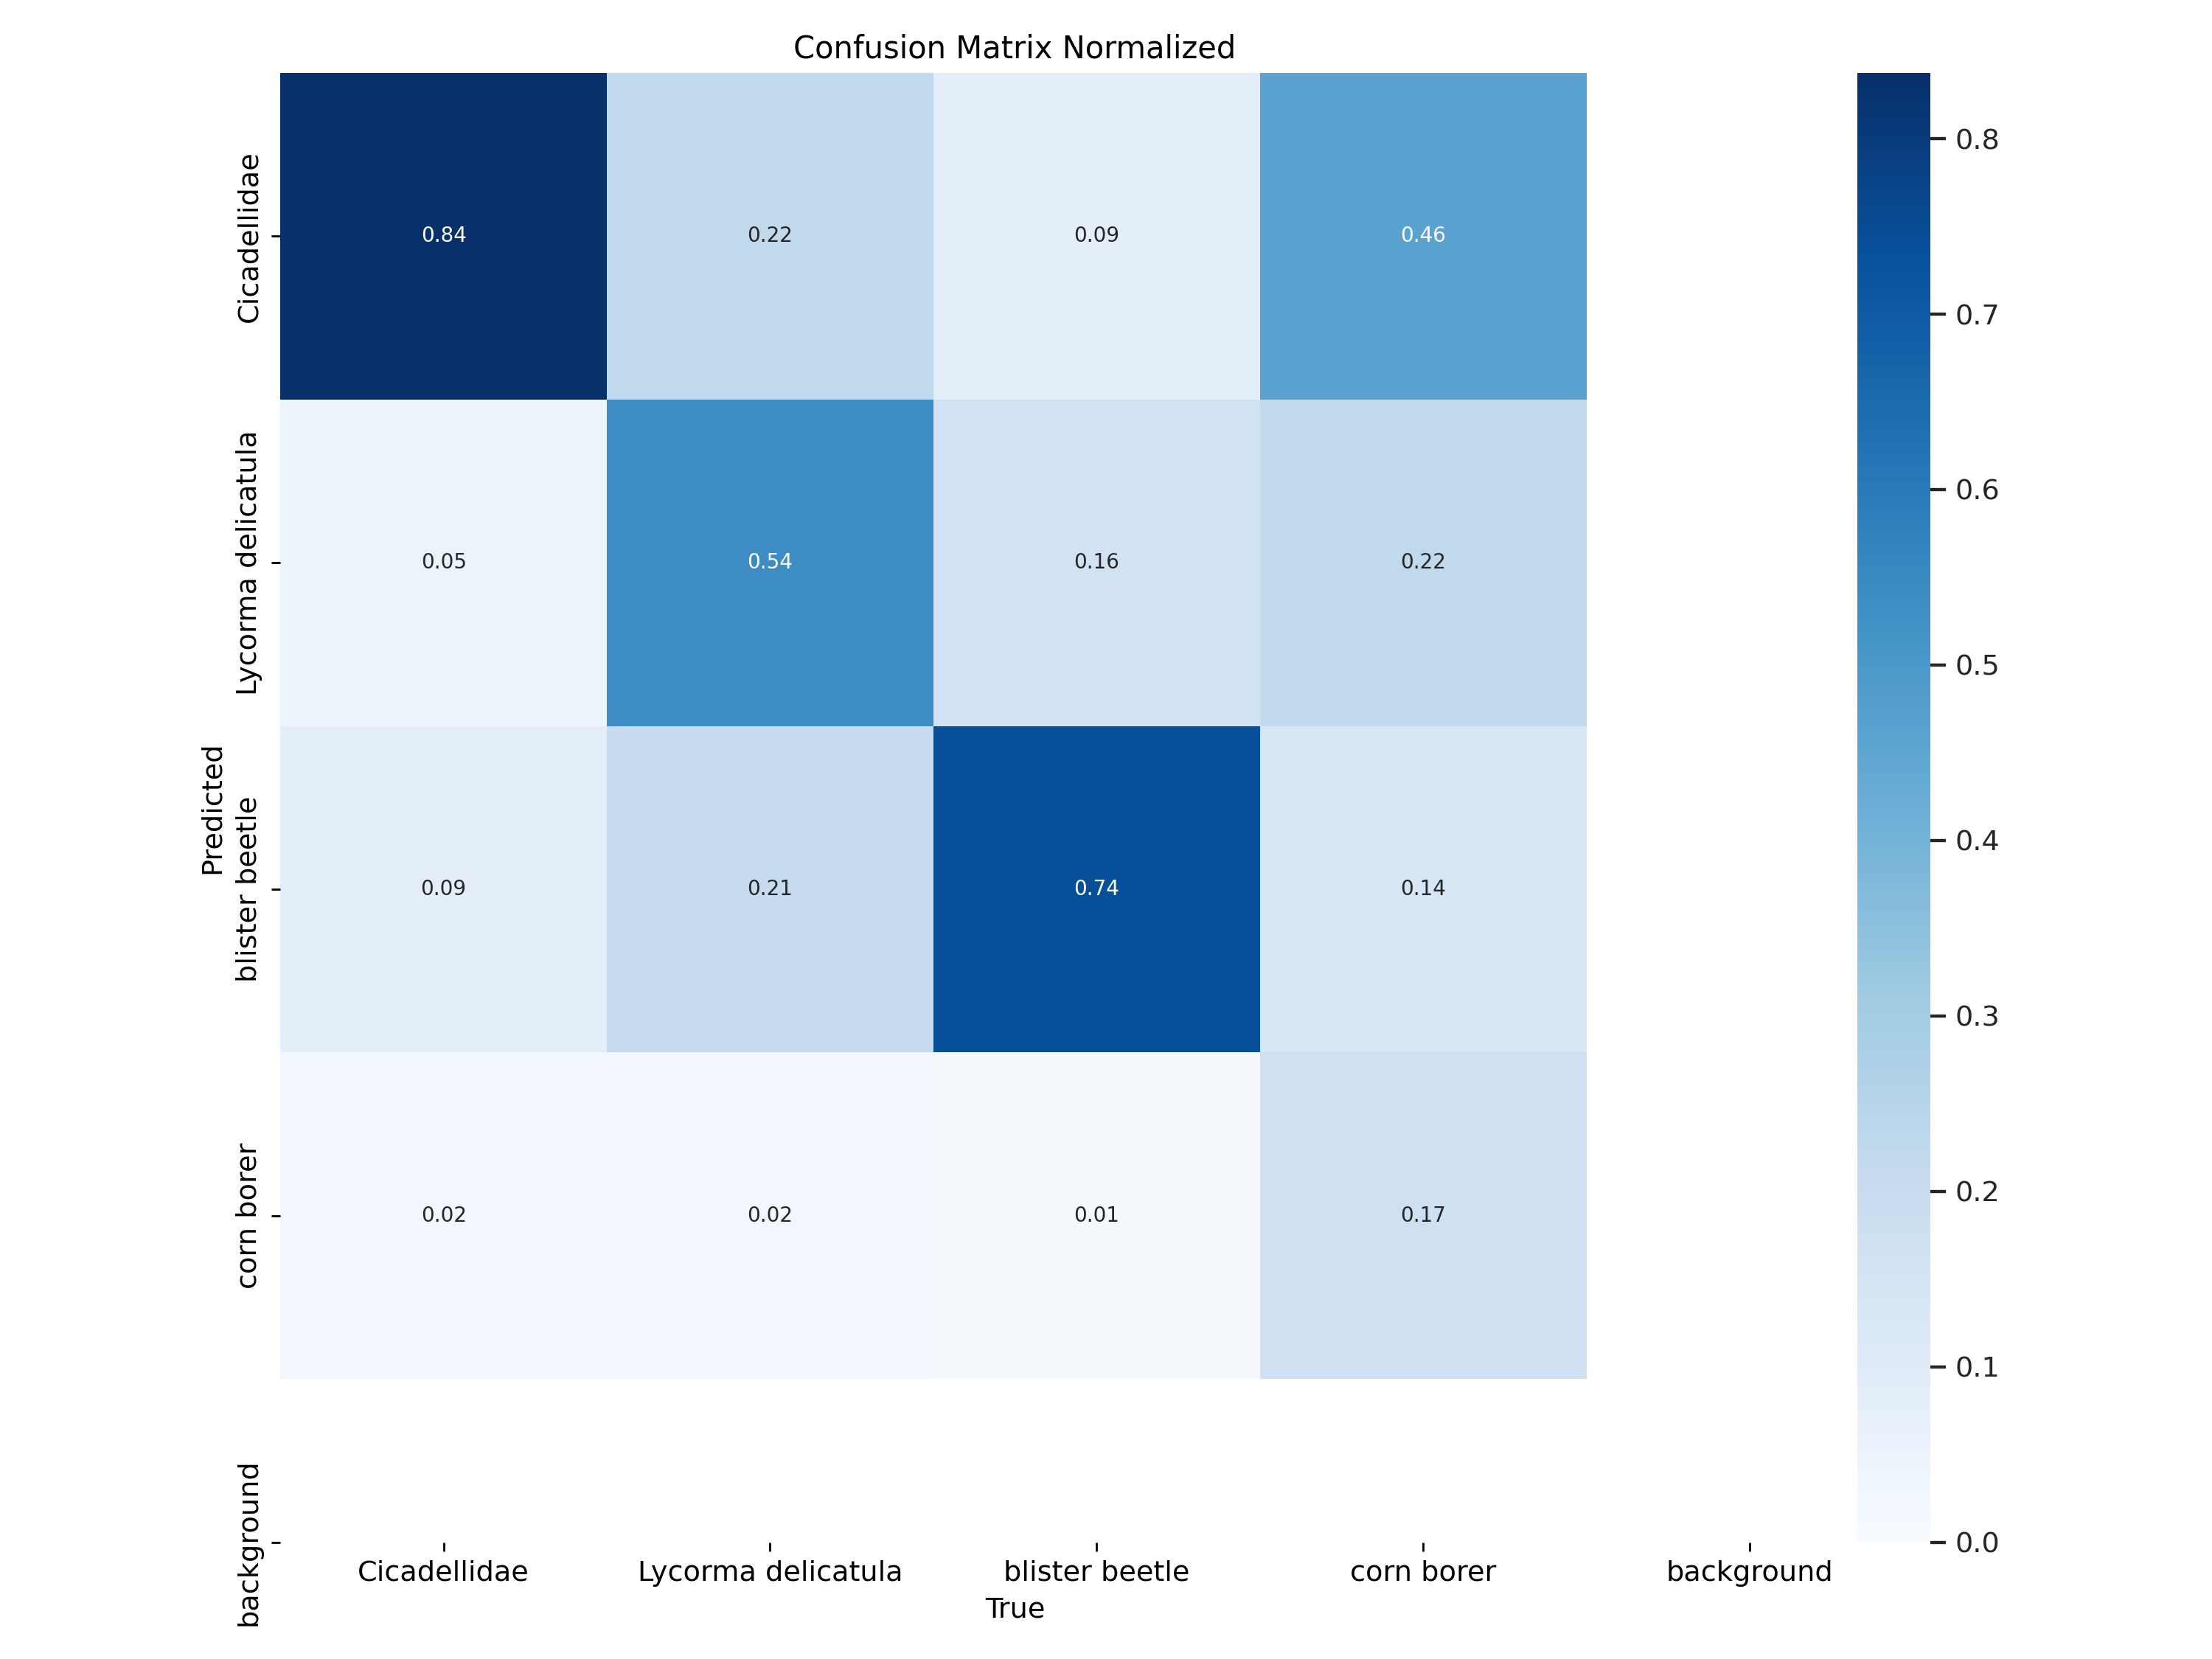 Confusion Matrix Normalized
Predicted
Cicadellidae
0.84 0.22 0.09 0.46
Lycorma delicatula
0.05 0.54 0.16 0.22
blister beetle
0.09 0.21 0.74 0.14
corn borer
0.02 0.02 0.01 0.17
background
Cicadellidae Lycorma delicatula blister beetle corn borer background
True
0.8
0.7
0.6
0.5
0.4
0.3
0.2
0.1
0.0